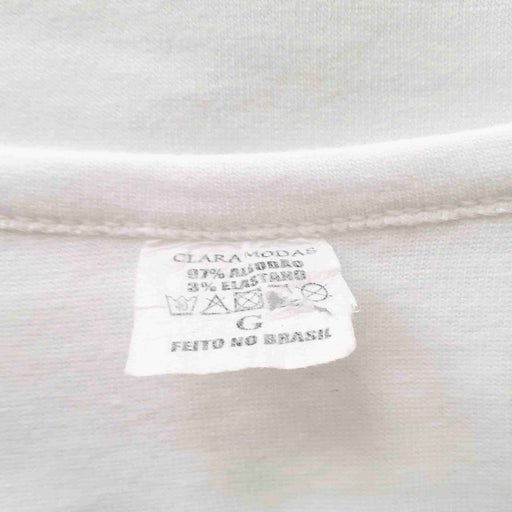 CLARA MODAS
97% ALGODÃO
3% ELASTANO
G
FEITO NO BRASIL